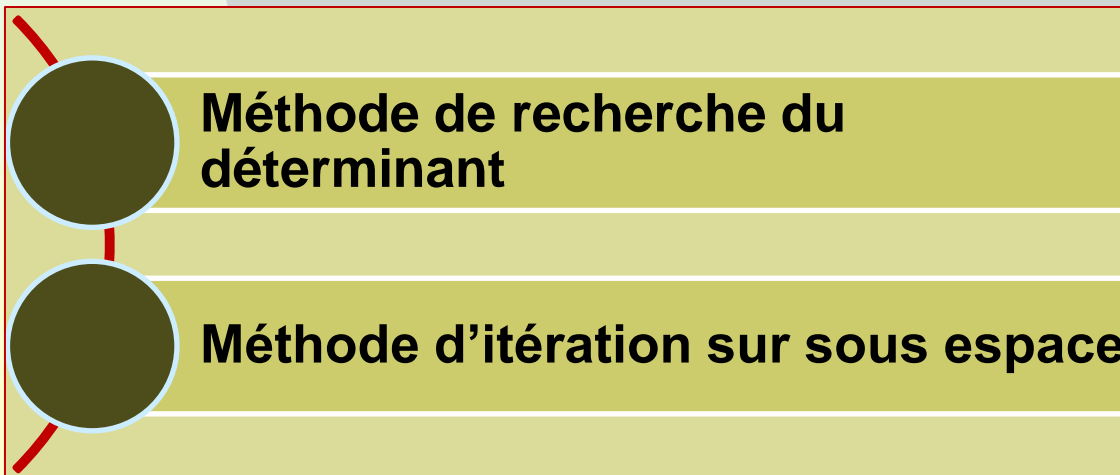 Méthode de recherche du
déterminant
Méthode d’itération sur sous espace